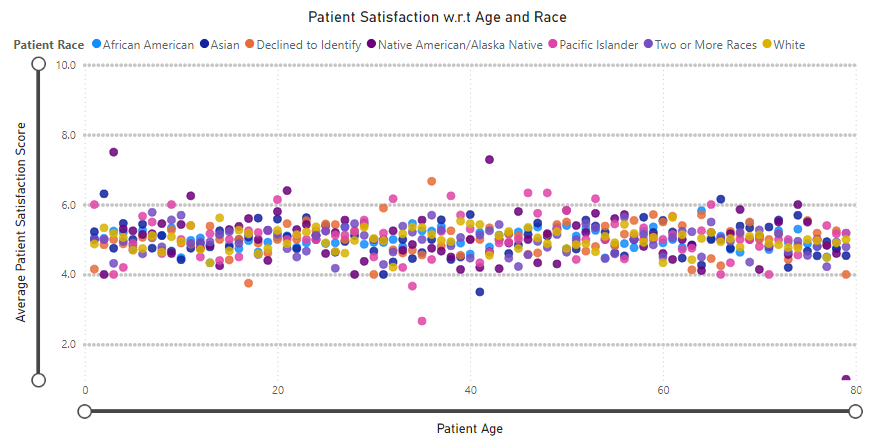 Patient Satisfaction w.r.t Age and Race
Patient Race African American Asian Declined to Identify Native American/Alaska Native Pacific Islander Two or More Races White
Average Patient Satisfaction Score
10.0
8.0
6.0
4.0
2.0
0 20 40 60 80
Patient Age